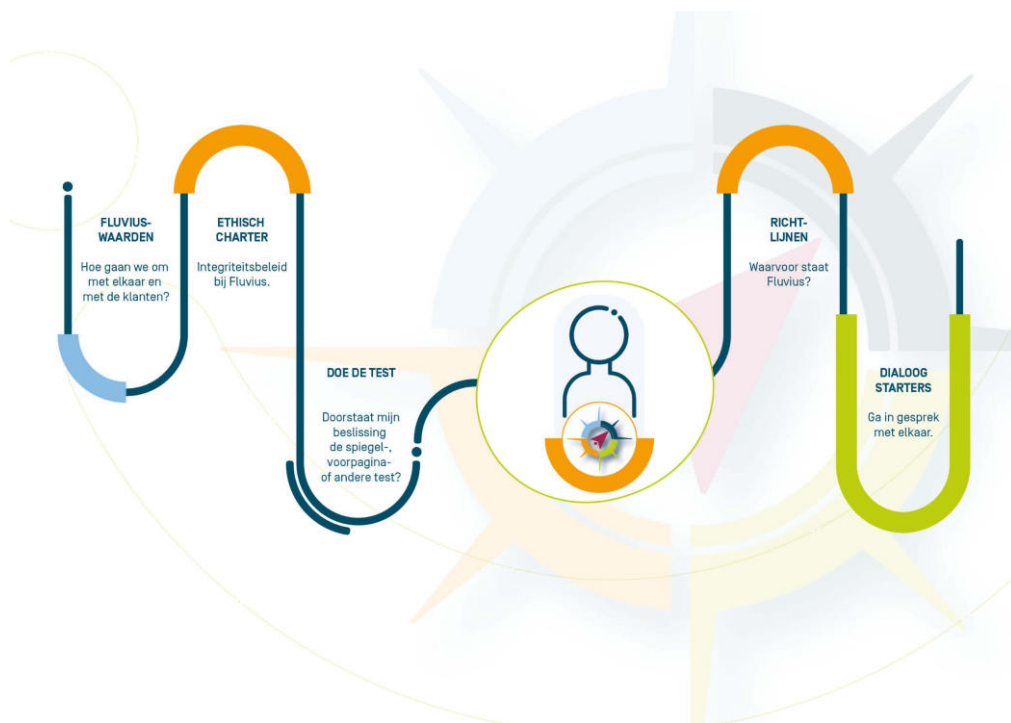 FLUVIUS-
WAARDEN
Hoe gaan we om
met elkaar en
met de klanten?
ETHISCH
CHARTER
Integriteitsbeleid
bij Fluvius.
DOE DE TEST
Doorstaat mijn
beslissing
de spiegel-,
voorpagina-
of andere test?
RICHT-
LIJNEN
Waarvoor staat
Fluvius?
DIALOOG
STARTERS
Ga in gesprek
met elkaar.